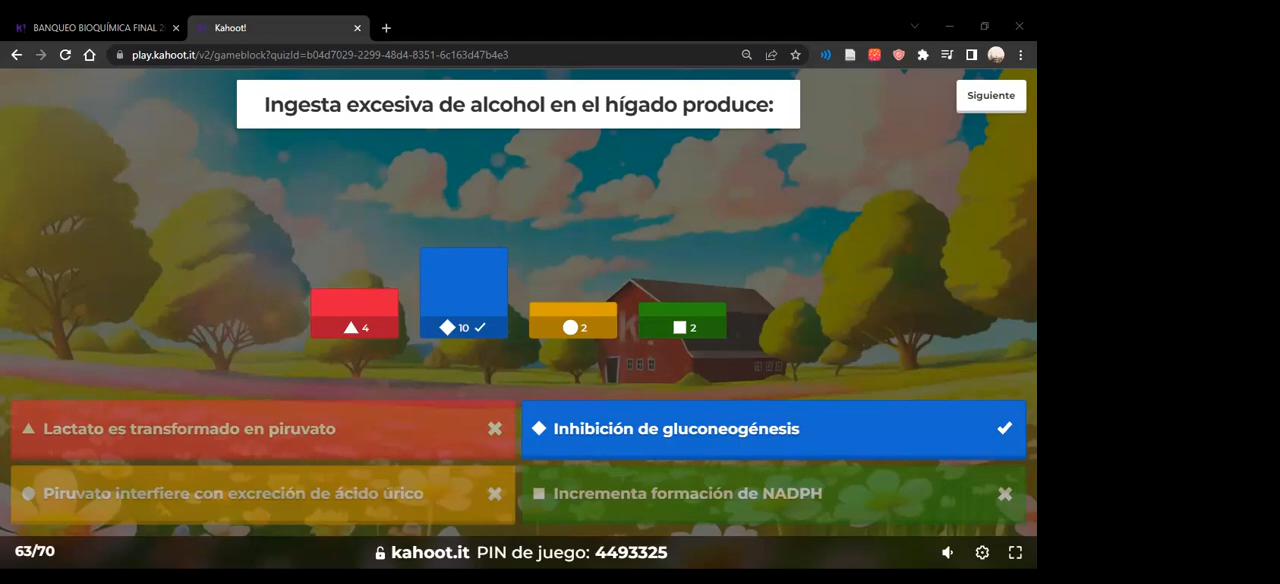 BANQUEO BIOQUÍMICA FINAL 2
Kahoot!
play.kahoot.it/v2/gameblock?quizId=b04d7029-2299-48d4-8351-6c163d47b4e3
Ingesta excesiva de alcohol en el hígado produce:
Siguiente
4
10
2
2
Lactato es transformado en piruvato
Inhibición de gluconeogénesis
Piruvato interfiere con excreción de ácido úrico
Incrementa formación de NADPH
63/70
kahoot.it PIN de juego: 4493325